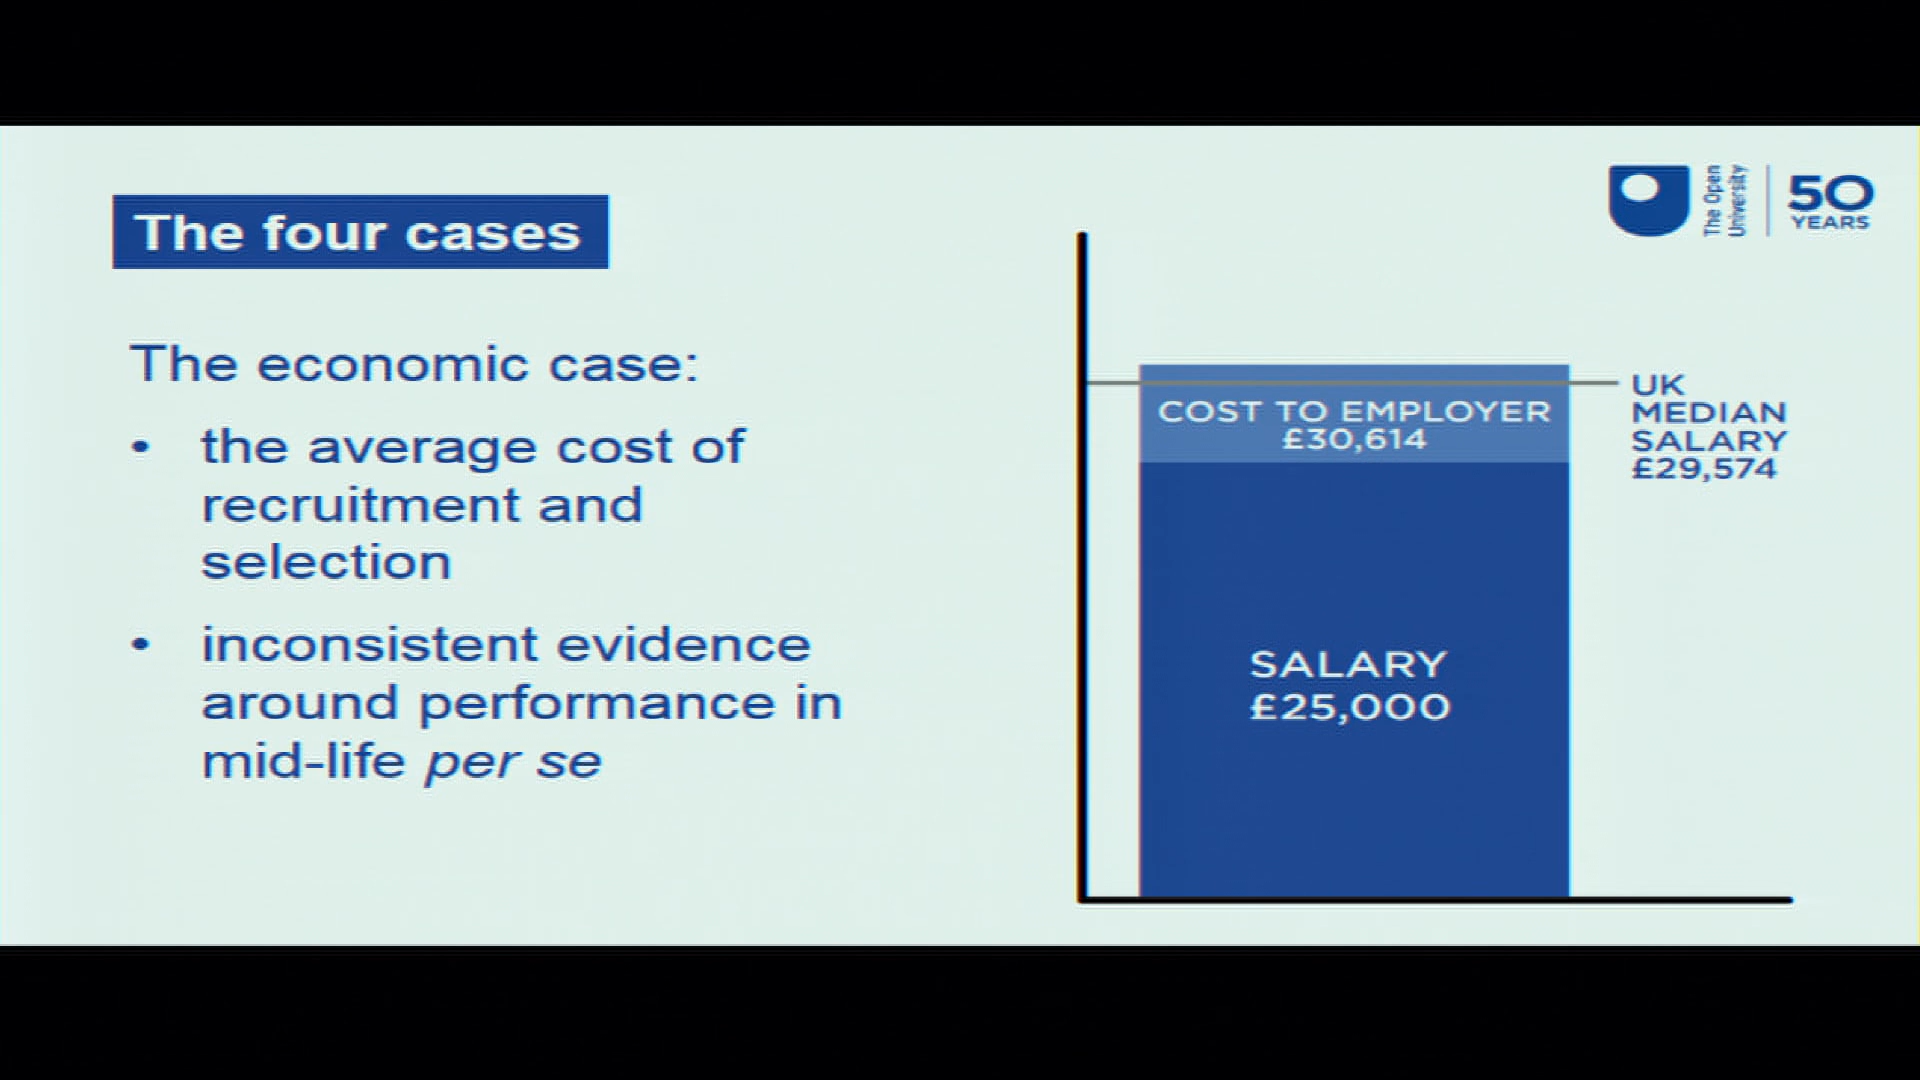 The four cases
The Open
University
50
YEARS
The economic case:
• the average cost of
recruitment and
selection
• inconsistent evidence
around performance in
mid-life per se
COST TO EMPLOYER
£30,614
UK
MEDIAN
SALARY
£29,574
SALARY
£25,000